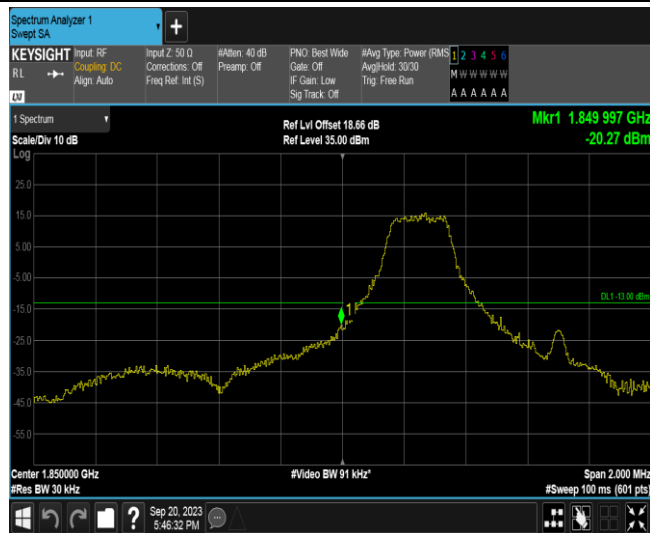 Spectrum Analyzer 1
Swept SA
+
KEYSIGHT
RL
Input: RF
Coupling: DC
Align: Auto
Input Z: 50 Ω
Corrections: Off
Freq Ref: Int (S)
#Atten: 40 dB
Preamp: Off
PNO: Best Wide
Gate: Off
IF Gain: Low
Sig Track: Off
#Avg Type: Power (RMS
Avg|Hold: 30/30
Trig: Free Run
1 2 3 4 5 6
M W W W W W
A A A A A A
1 Spectrum
Scale/Div 10 dB
Log
Ref Lvl Offset 18.66 dB
Ref Level 35.00 dBm
Mkr1 1.849 997 GHz
-20.27 dBm
25.0
15.0
5.00
-5.00
-15.0
-25.0
-35.0
-45.0
-55.0
1
DL1 -13.00 dBm
Center 1.850000 GHz
#Res BW 30 kHz
#Video BW 91 kHz*
Span 2.000 MHz
#Sweep 100 ms (601 pts)
?
Sep 20, 2023
5:46:32 PM